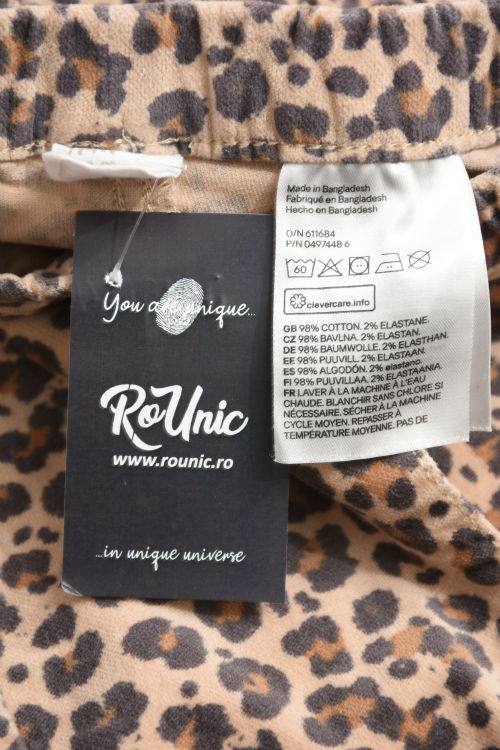 Made in Bangladesh
Fabriqué en Bangladesh
Hecho en Bangladesh
O/N 611684
P/N 0497448 6
60
clevercare.info
GB 98% COTTON. 2% ELASTANE.
CZ 98% BAVLNA. 2% ELASTAN.
DE 98% BAUMWOLLE. 2% ELASTHAN.
EE 98% PUUVILL. 2% ELASTAAN.
ES 98% ALGODÓN. 2% elastano.
FI 98% PUUVILLAA. 2% ELASTAANIA.
FR LAVER À LA MACHINE À L'EAU
CHAUDE. BLANCHIR SANS CHLORE SI
NÉCESSAIRE. SÉCHER À LA MACHINE
CYCLE MOYEN. REPASSER À
TEMPÉRATURE MOYENNE. PAS DE
You are unique...
RoUnic
www.rounic.ro
...in unique universe